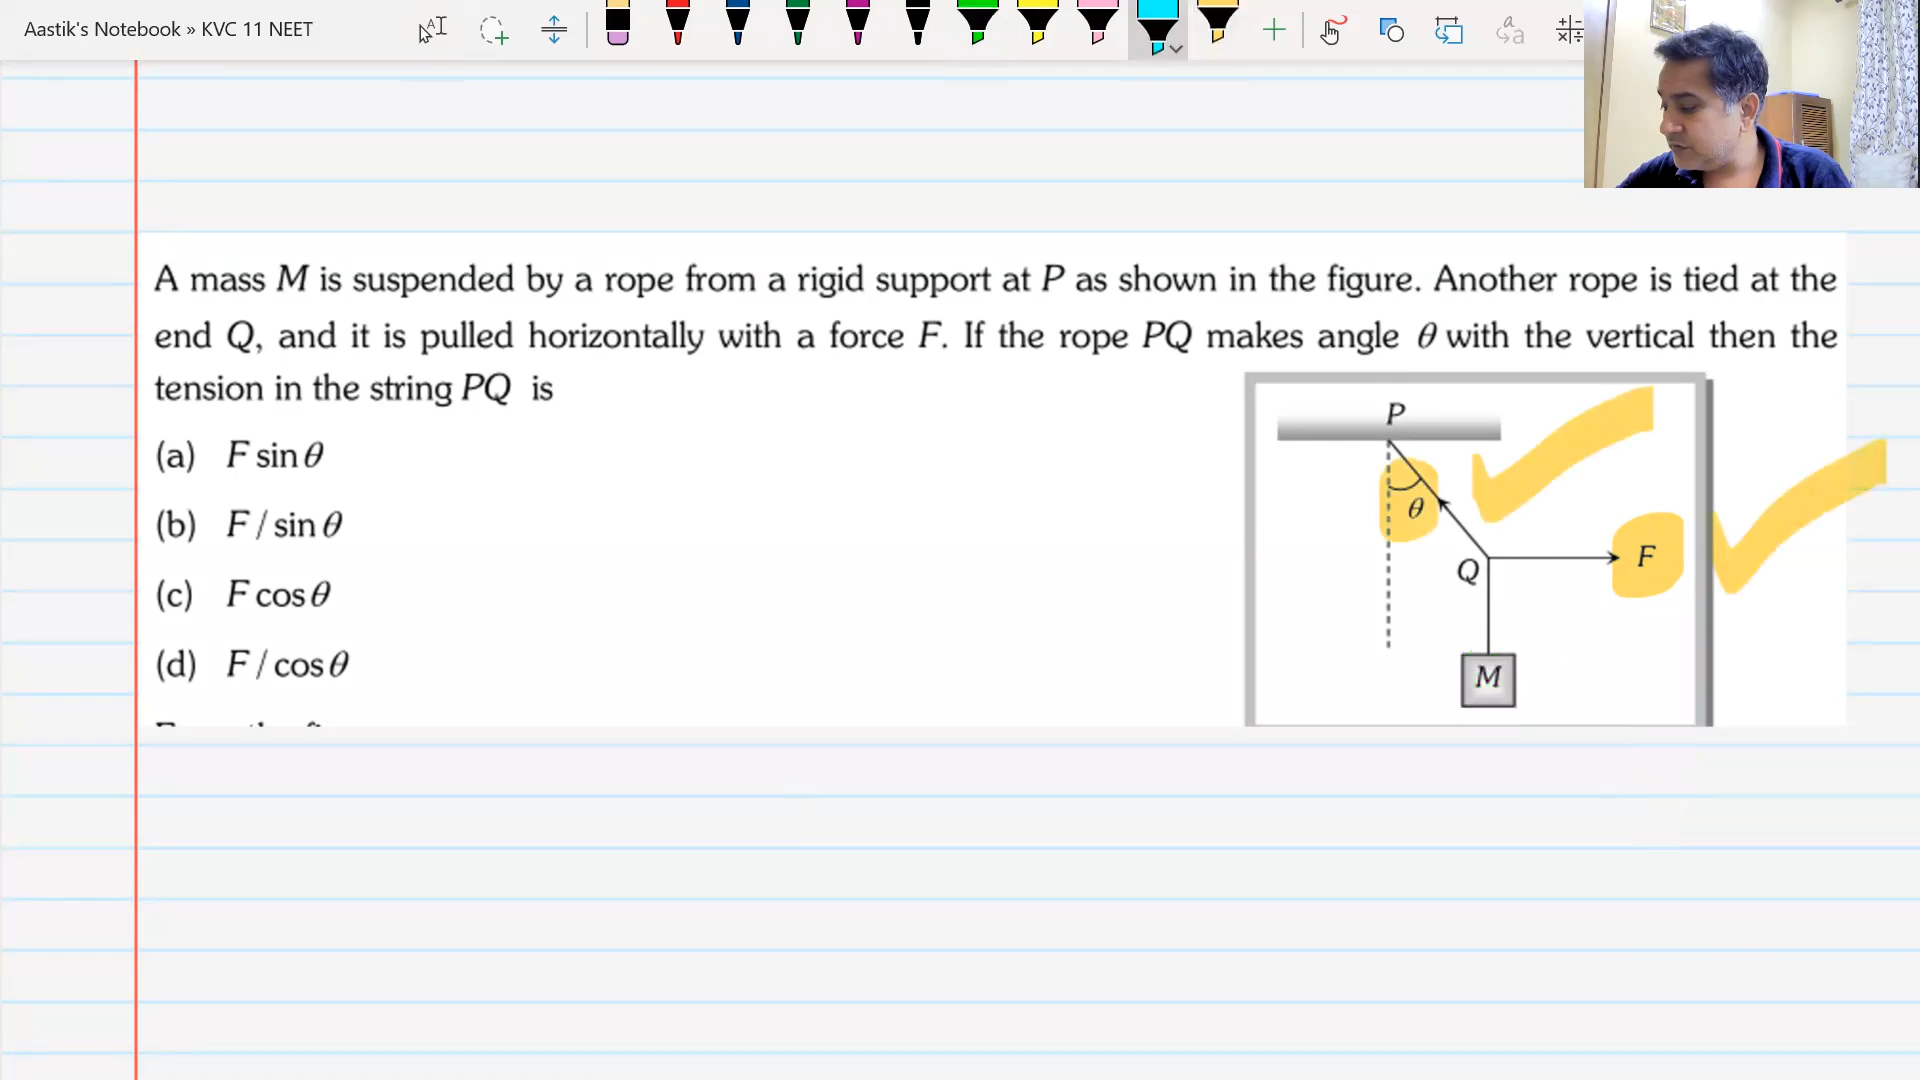 Aastik's Notebook » KVC 11 NEET
A mass M is suspended by a rope from a rigid support at P as shown in the figure. Another rope is tied at the
end Q, and it is pulled horizontally with a force F. If the rope PQ makes angle θ with the vertical then the
tension in the string PQ is
(a) F sin θ
(b) F / sin θ
(c) F cos θ
(d) F / cos θ
P
θ
Q
F
M